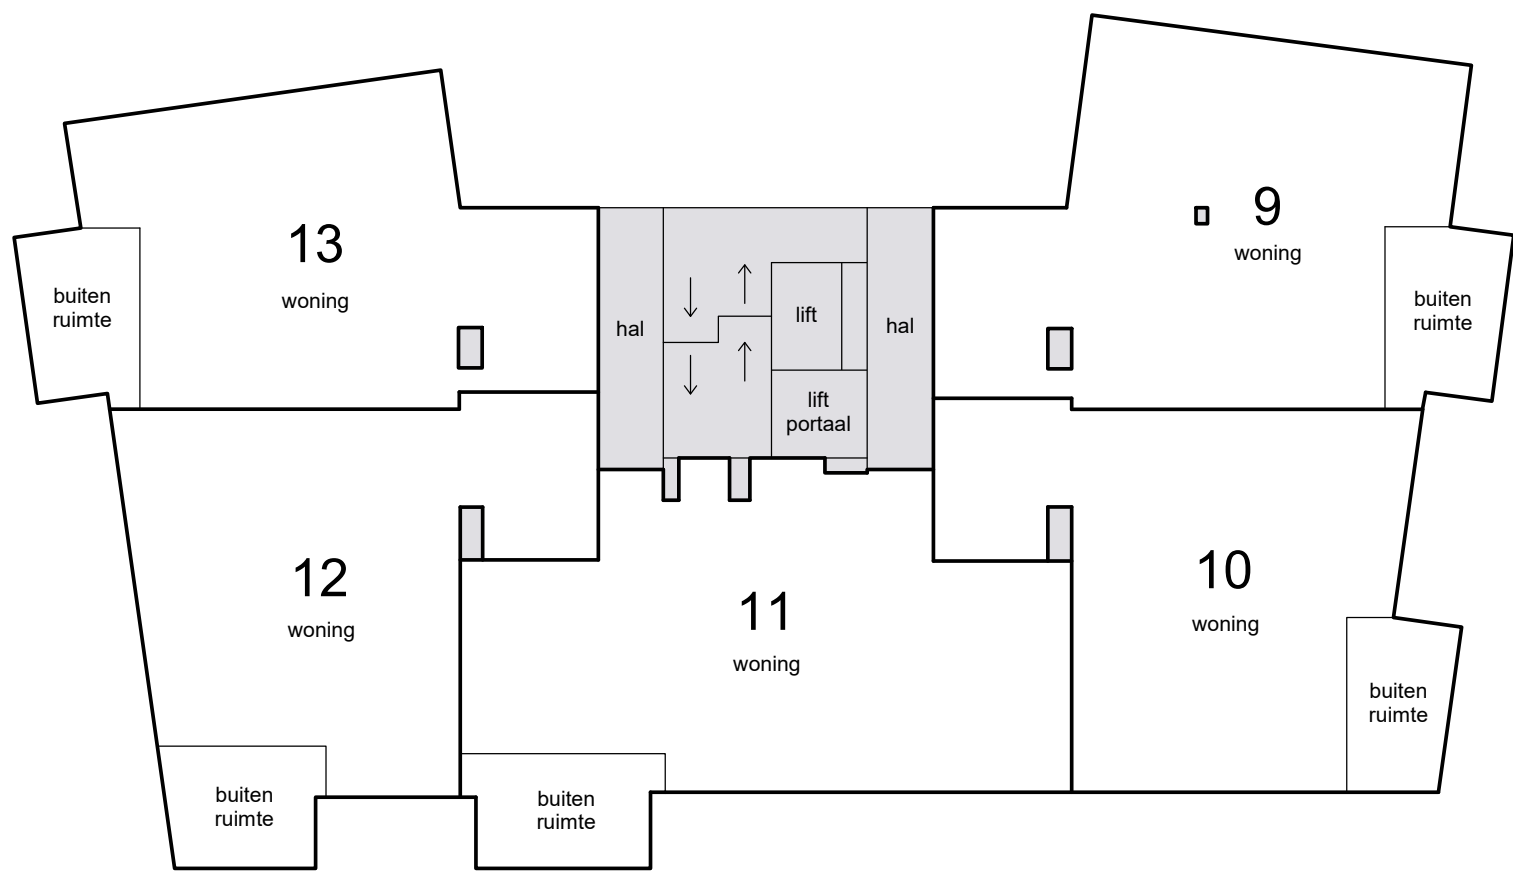 13
woning
buiten
ruimte
hal
lift
lift
portaal
hal
9
woning
buiten
ruimte
12
woning
buiten
ruimte
11
woning
buiten
ruimte
10
woning
buiten
ruimte